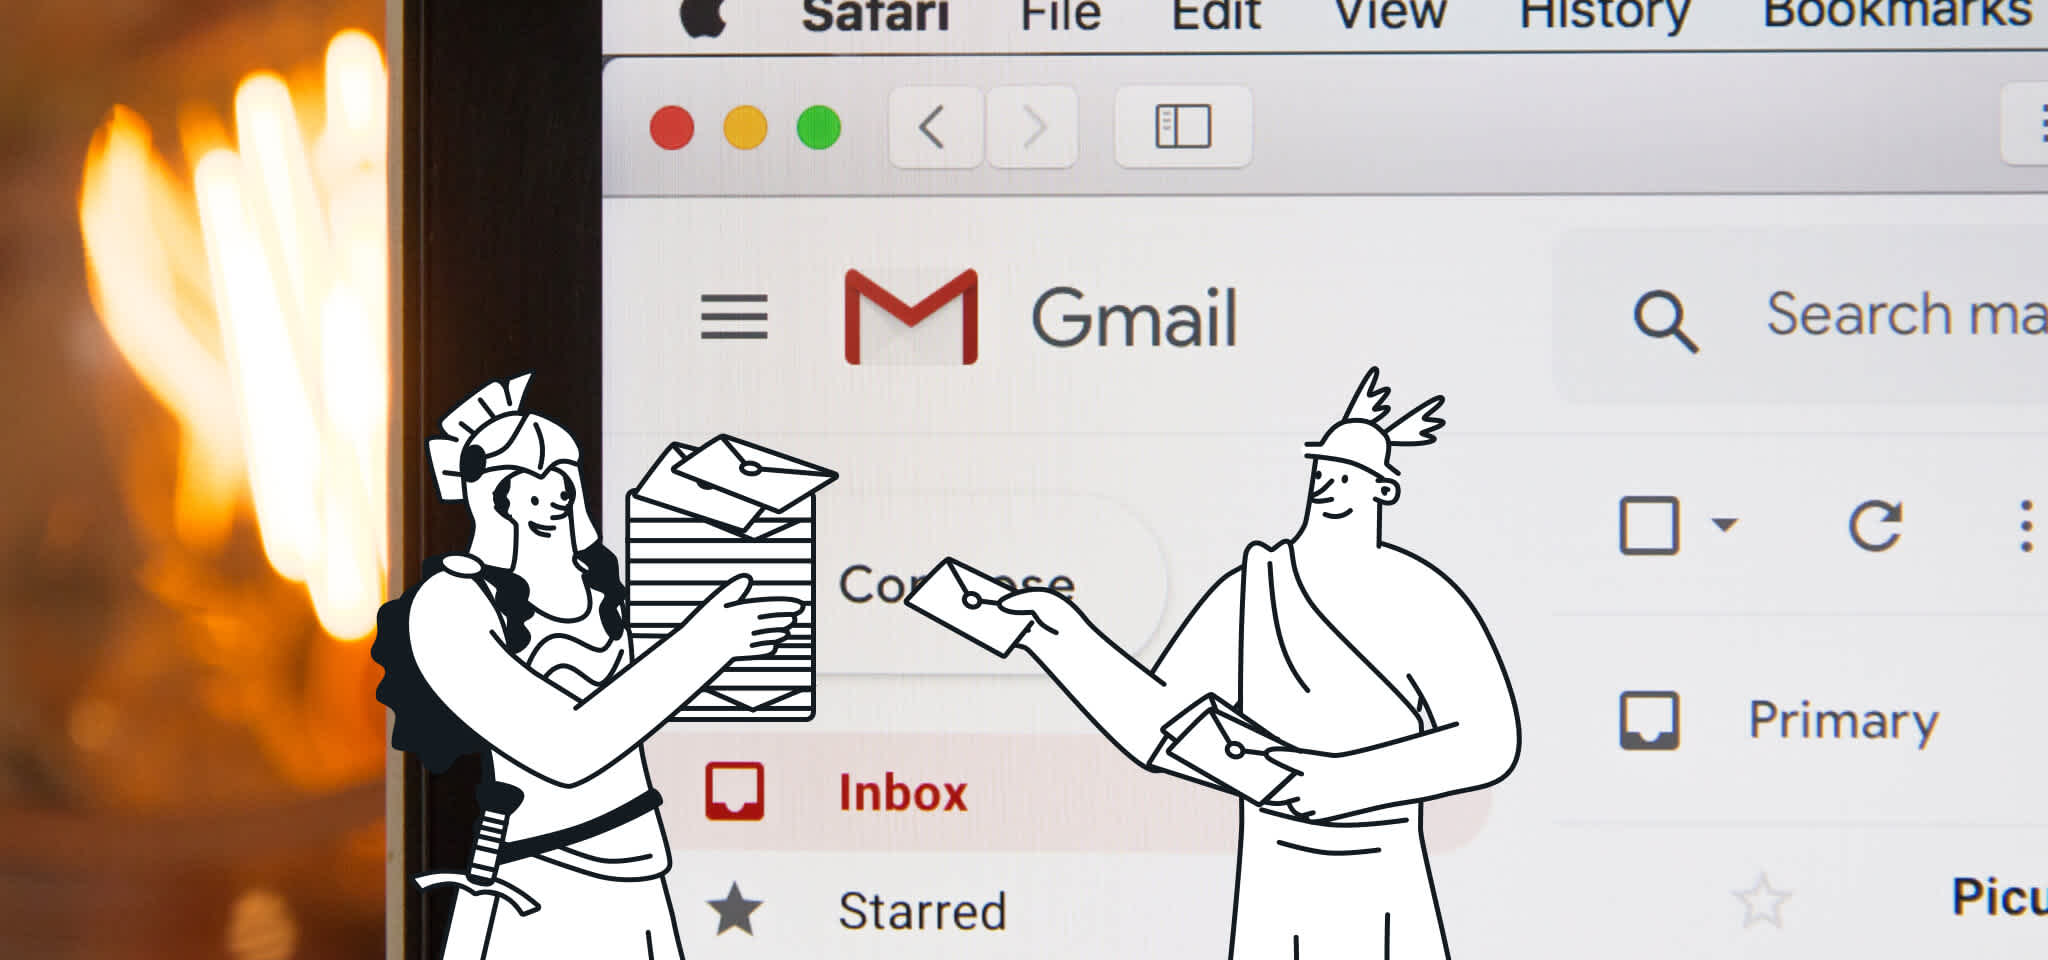 Safari File Edit View History Bookmarks
Gmail
Search ma
Primary
Inbox
Starred
Picu